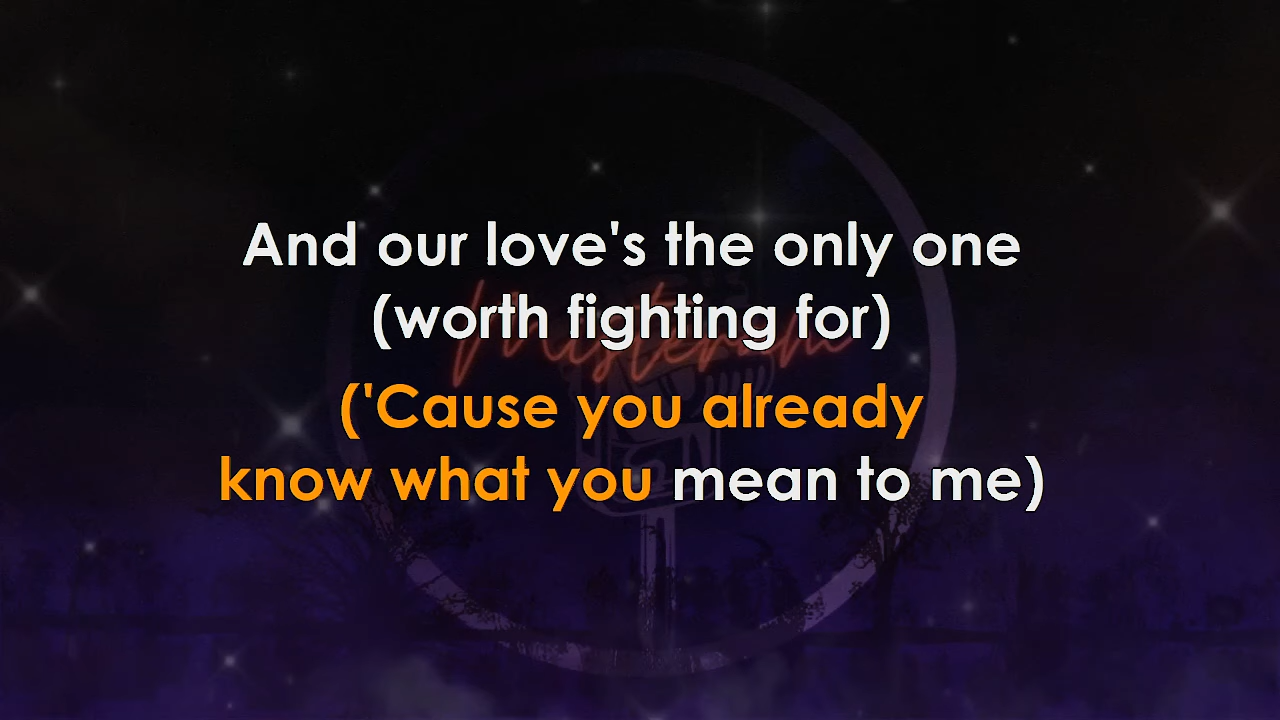 And our love's the only one
(worth fighting for)
('Cause you already
know what you mean to me)